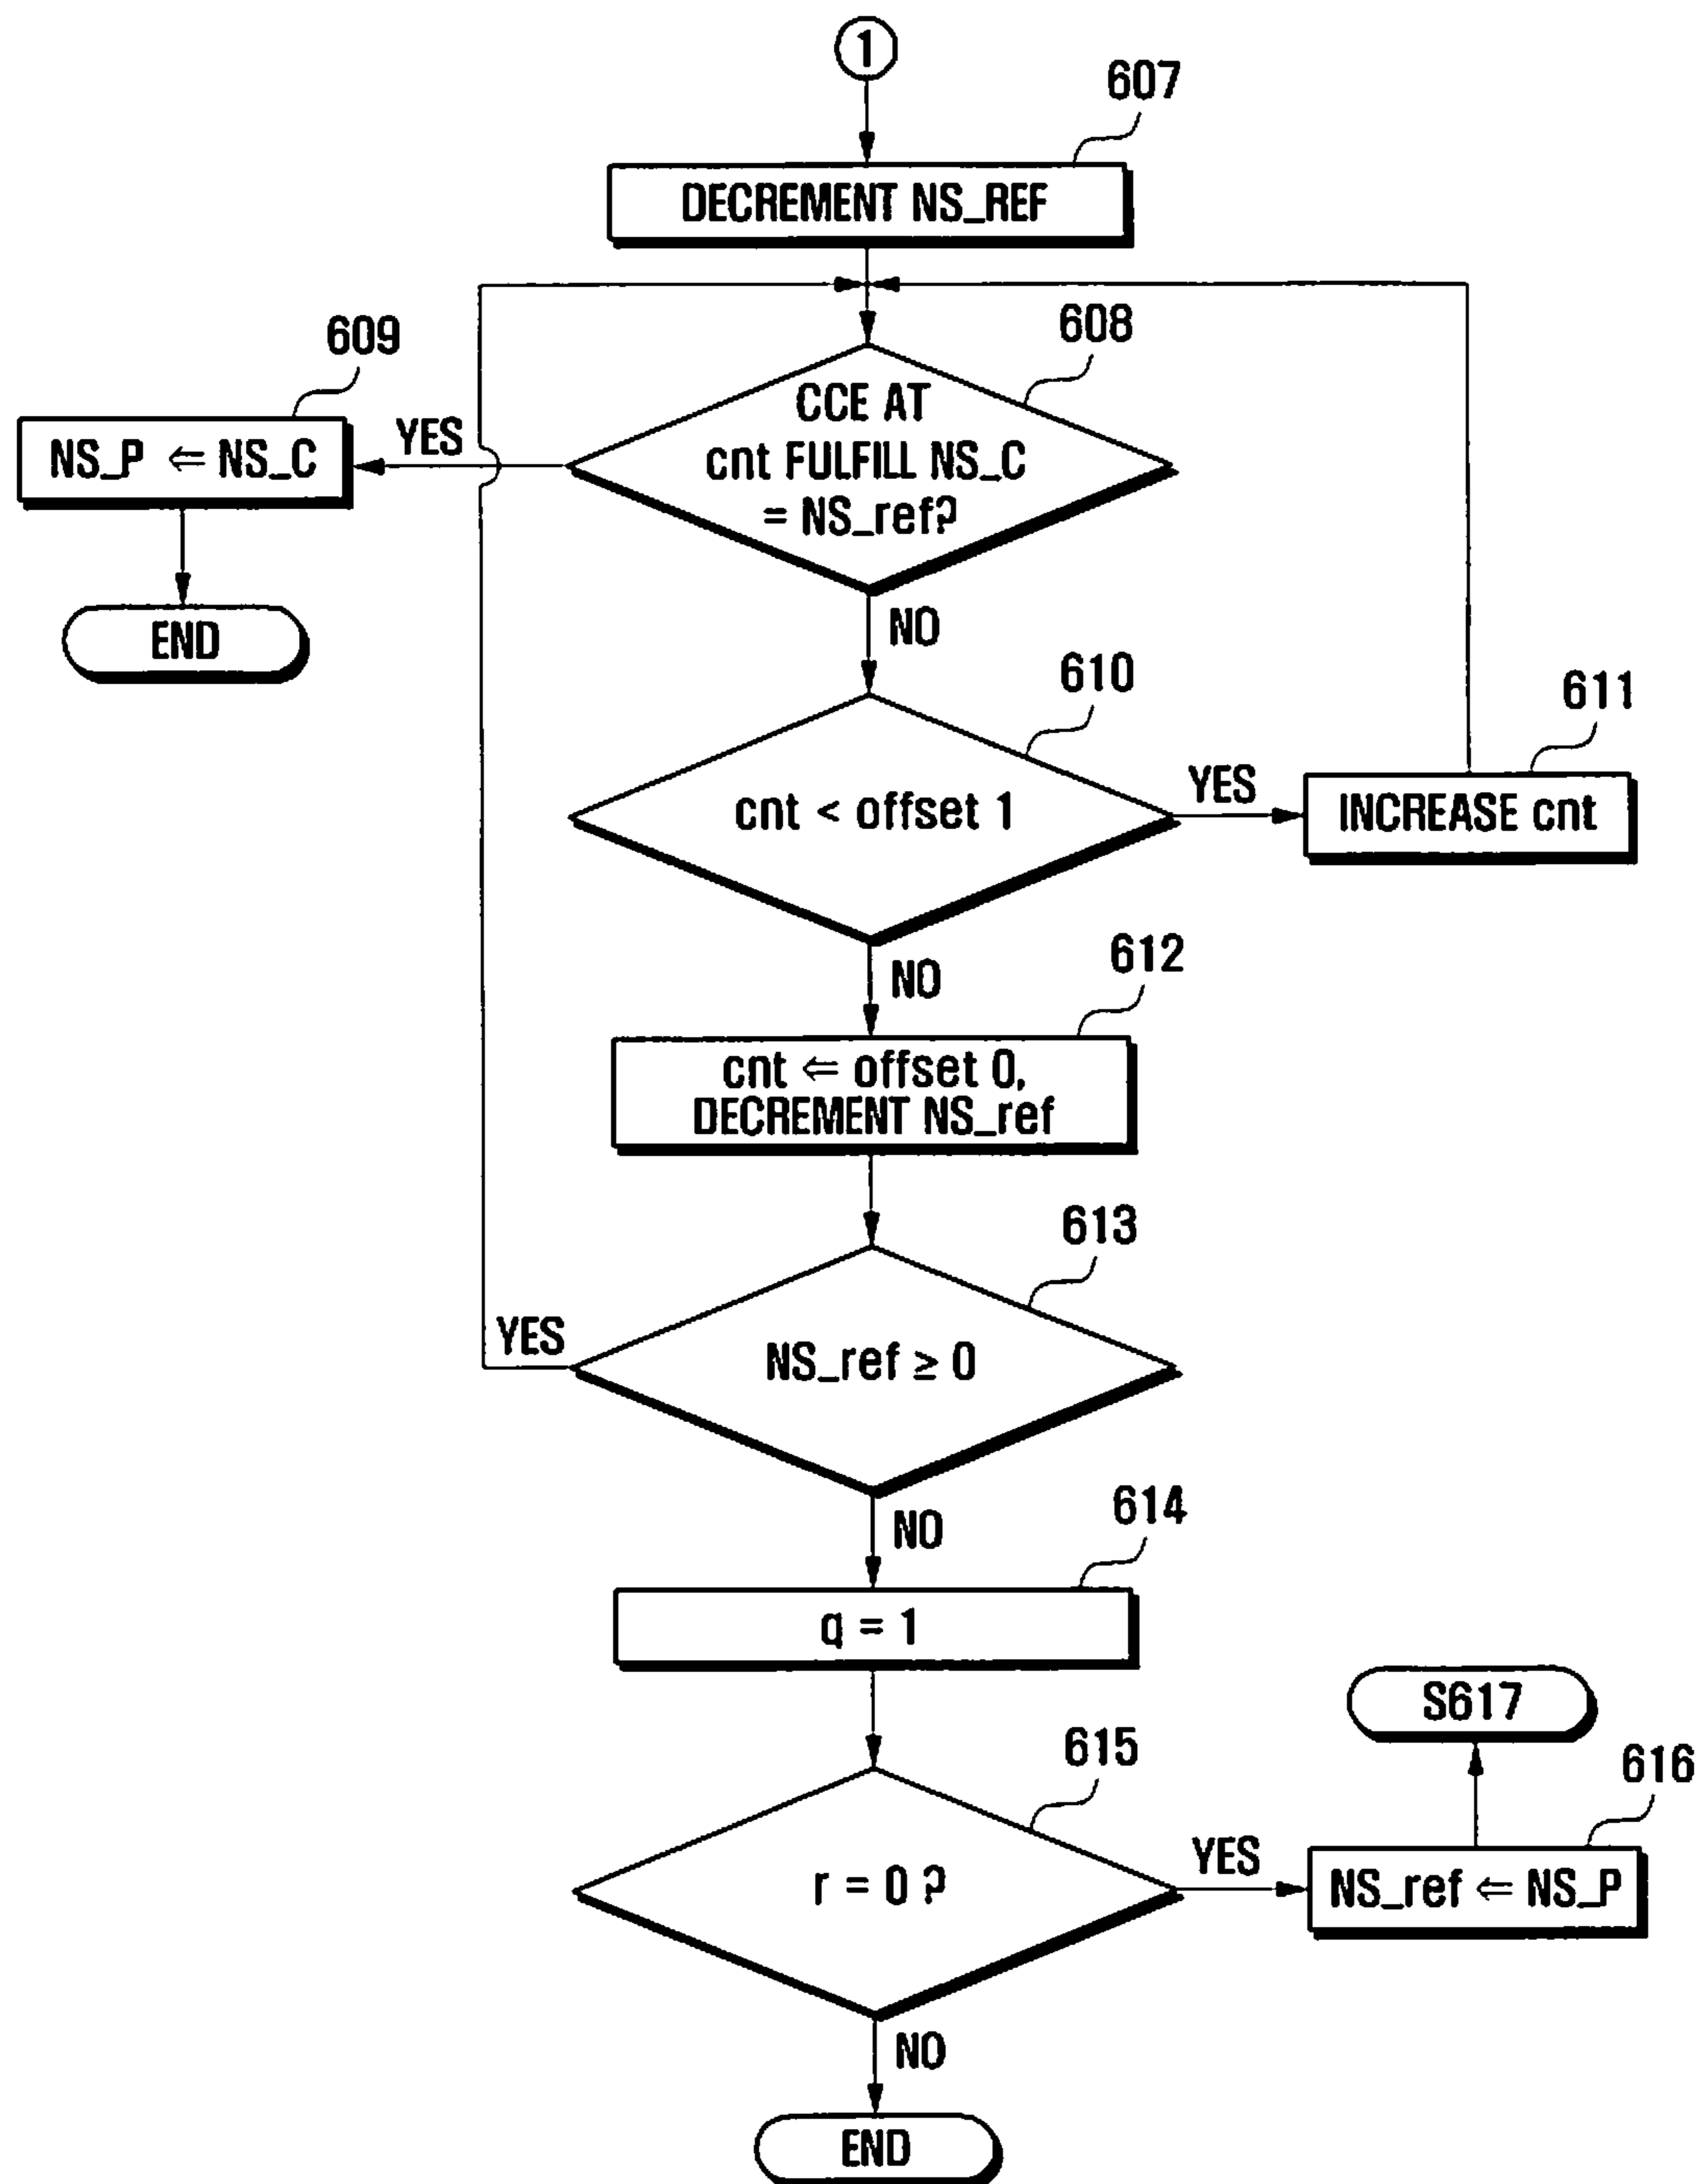 1
607
DECREMENT NS_REF
608
CCE AT
cnt FULFILL NS_C
= NS_ref?
YES
609
NS_P ⇐ NS_C
END
NO
610
cnt < offset 1
YES
611
INCREASE cnt
NO
612
cnt ⇐ offset 0,
DECREMENT NS_ref
613
NS_ref ≥ 0
YES
NO
614
q = 1
615
r = 0 ?
YES
616
NS_ref ⇐ NS_P
S617
NO
END